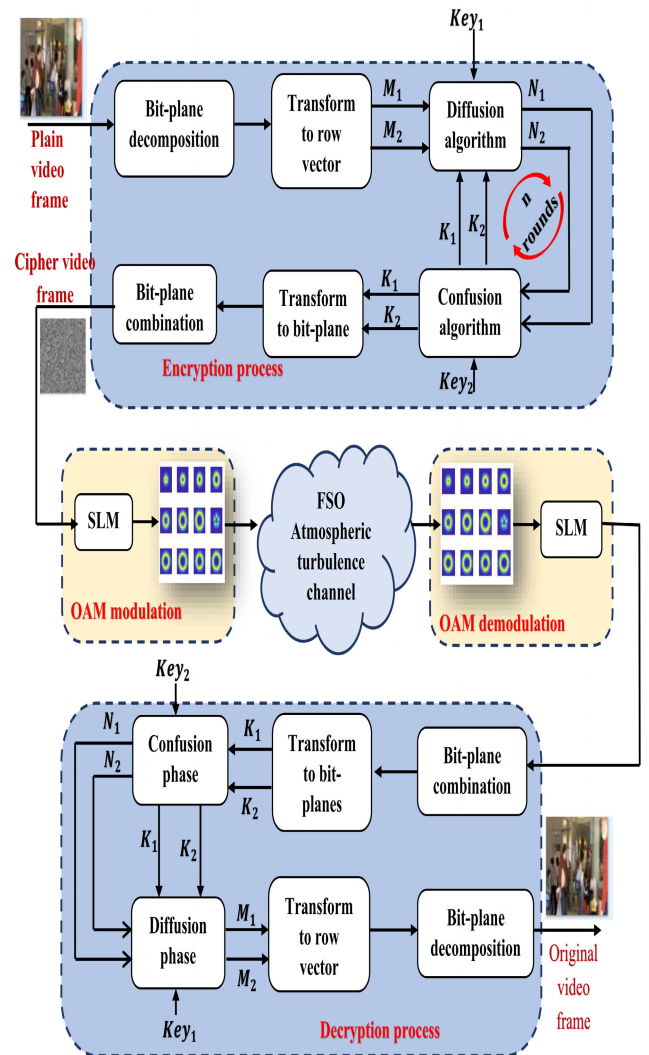 Key₁
Plain
video
frame
Bit-plane
decomposition
Transform
to row
vector
M₁
M₂
Diffusion
algorithm
N₁
N₂
K₁
K₂
n
rounds
Cipher video
frame
Bit-plane
combination
Transform
to bit-plane
K₁
K₂
Confusion
algorithm
Encryption process
Key₂
SLM
OAM modulation
FSO
Atmospheric
turbulence
channel
SLM
OAM demodulation
Key₂
N₁
N₂
Confusion
phase
K₁
K₂
Transform
to bit-
planes
Bit-plane
combination
K₁
K₂
Diffusion
phase
M₁
M₂
Transform
to row
vector
Bit-plane
decomposition
Original
video
frame
Key₁
Decryption process